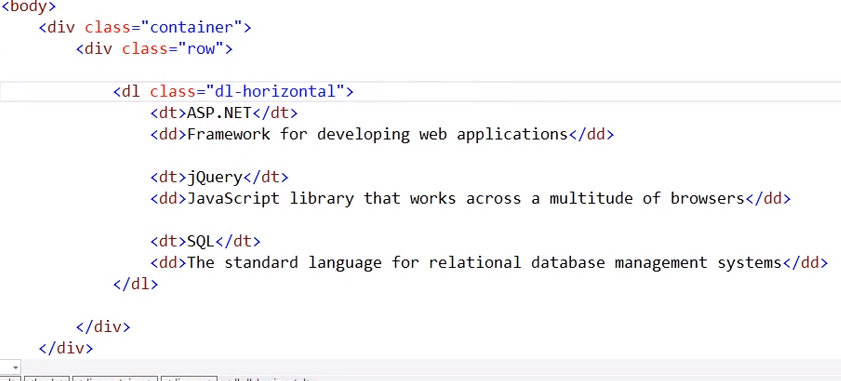 <body>
<div class="container">
<div class="row">
<dl class="dl-horizontal">
<dt>ASP.NET</dt>
<dd>Framework for developing web applications</dd>
<dt>jQuery</dt>
<dd>JavaScript library that works across a multitude of browsers</dd>
<dt>SQL</dt>
<dd>The standard language for relational database management systems</dd>
</dl>
</div>
</div>